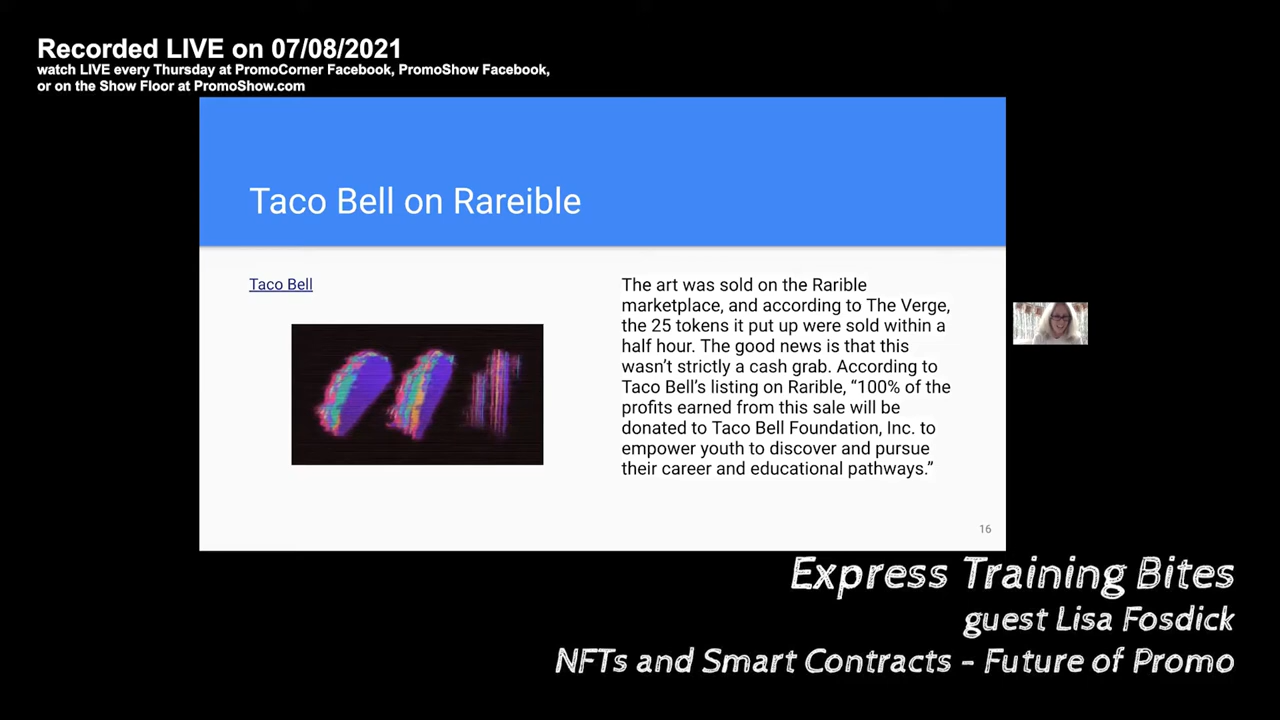 Recorded LIVE on 07/08/2021
watch LIVE every Thursday at PromoCorner Facebook, PromoShow Facebook,
or on the Show Floor at PromoShow.com
Taco Bell on Rareible
Taco Bell
The art was sold on the Rarible
marketplace, and according to The Verge,
the 25 tokens it put up were sold within a
half hour. The good news is that this
wasn’t strictly a cash grab. According to
Taco Bell’s listing on Rarible, “100% of the
profits earned from this sale will be
donated to Taco Bell Foundation, Inc. to
empower youth to discover and pursue
their career and educational pathways.”
16
Express Training Bites
guest Lisa Fosdick
NFTs and Smart Contracts - Future of Promo